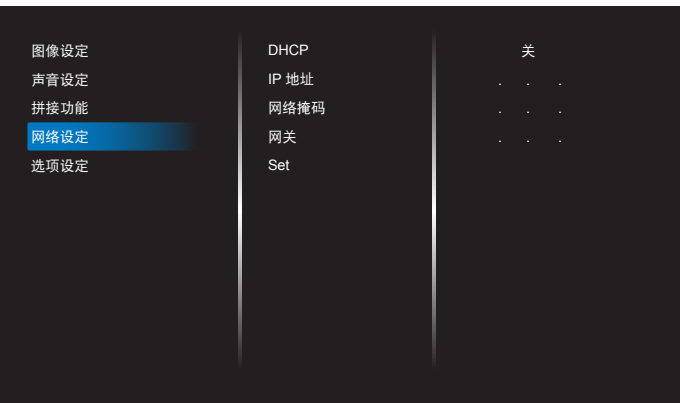 图像设定 DHCP 关
声音设定 IP 地址 . . .
拼接功能 网络掩码 . . .
网络设定 网关 . . .
选项设定 Set